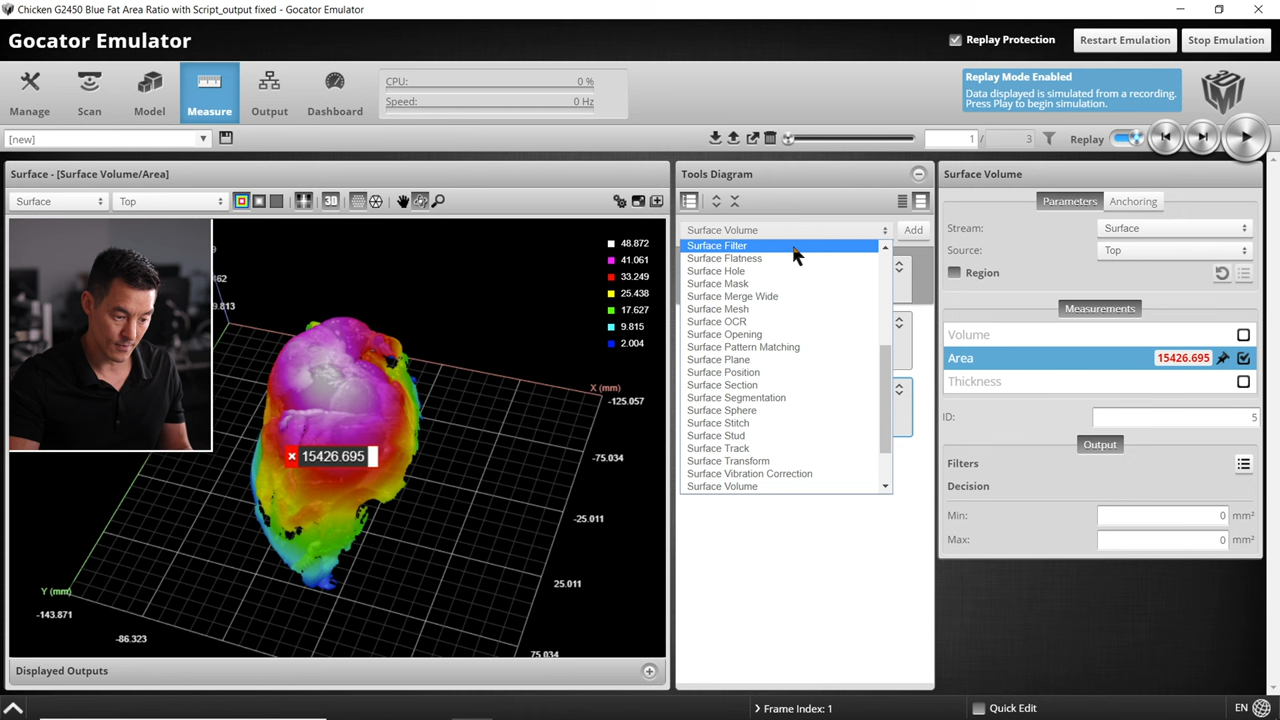 Chicken G2450 Blue Fat Area Ratio with Script_output fixed - Gocator Emulator
Gocator Emulator
Replay Protection
Restart Emulation
Stop Emulation
Manage
Scan
Model
Measure
Output
Dashboard
CPU: 0 %
Speed: 0 Hz
Replay Mode Enabled
Data displayed is simulated from a recording.
Press Play to begin simulation.
[new]
1 / 3
Replay
Surface - [Surface Volume/Area]
Surface
Top
3D
48.872
41.061
33.249
25.438
17.627
9.815
2.004
462
9.813
X (mm)
-125.057
-75.034
-25.011
25.011
75.034
Y (mm)
-143.871
-86.323
15426.695
Displayed Outputs
Tools Diagram
Surface Volume
Add
Surface Filter
Surface Flatness
Surface Hole
Surface Mask
Surface Merge Wide
Surface Mesh
Surface OCR
Surface Opening
Surface Pattern Matching
Surface Plane
Surface Position
Surface Section
Surface Segmentation
Surface Sphere
Surface Stitch
Surface Stud
Surface Track
Surface Transform
Surface Vibration Correction
Surface Volume
Surface Volume
Parameters
Anchoring
Stream: Surface
Source: Top
Region
Measurements
Volume
Area 15426.695
Thickness
ID: 5
Output
Filters
Decision
Min: 0 mm²
Max: 0 mm²
Frame Index: 1
Quick Edit
EN